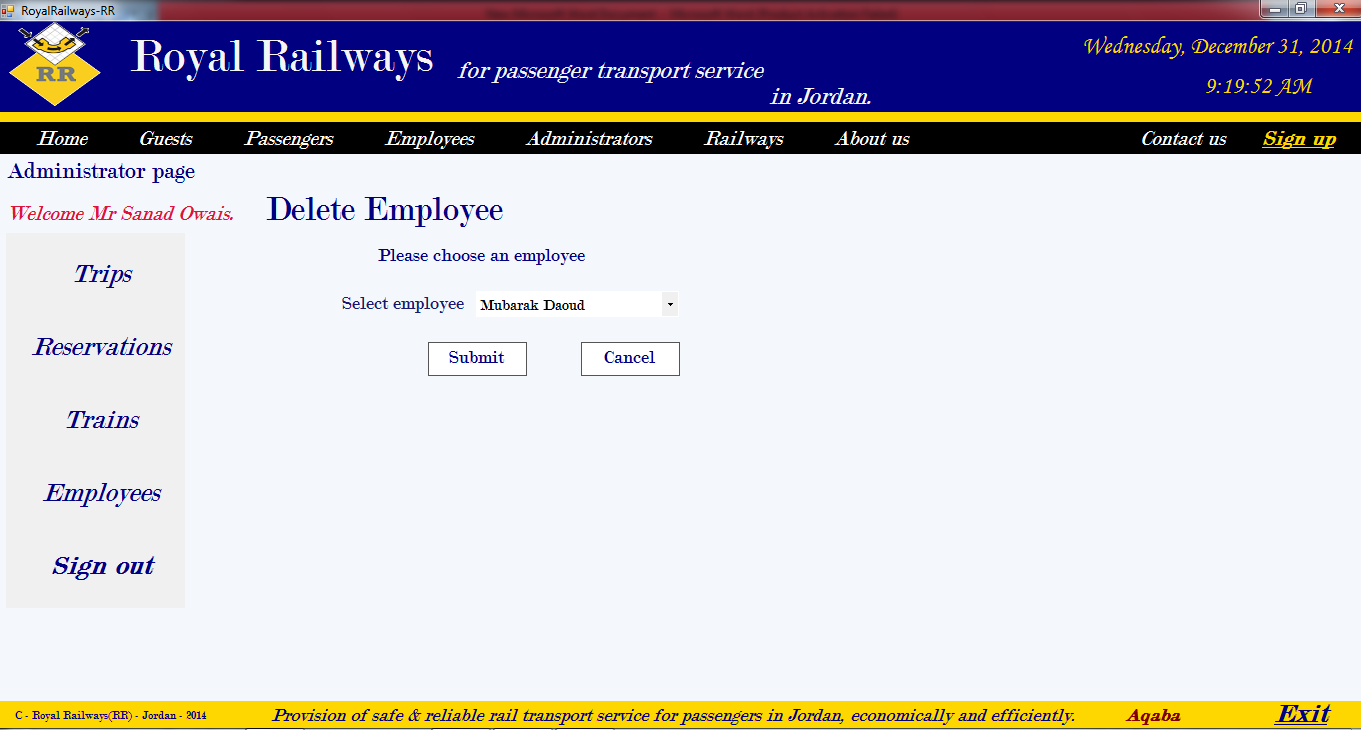 RoyalRailways-RR
RR
Royal Railways
for passenger transport service
in Jordan.
Wednesday, December 31, 2014
9:19:52 AM
Home Guests Passengers Employees Administrators Railways About us Contact us Sign up
Administrator page
Welcome Mr Sanad Owais.
Delete Employee
Please choose an employee
Select employee Mubarak Daoud
Submit Cancel
Trips
Reservations
Trains
Employees
Sign out
C - Royal Railways(RR) - Jordan - 2014 Provision of safe & reliable rail transport service for passengers in Jordan, economically and efficiently. Aqaba Exit